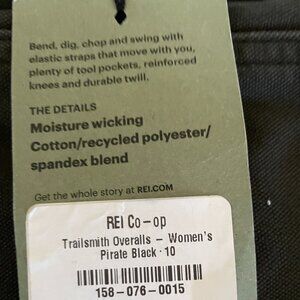 Bend, dig, chop and swing with
elastic straps that move with you,
plenty of tool pockets, reinforced
knees and durable twill.
THE DETAILS
Moisture wicking
Cotton/recycled polyester/
spandex blend
Get the whole story at REI.COM
REI Co-op
Trailsmith Overalls - Women's
Pirate Black · 10
158-076-0015